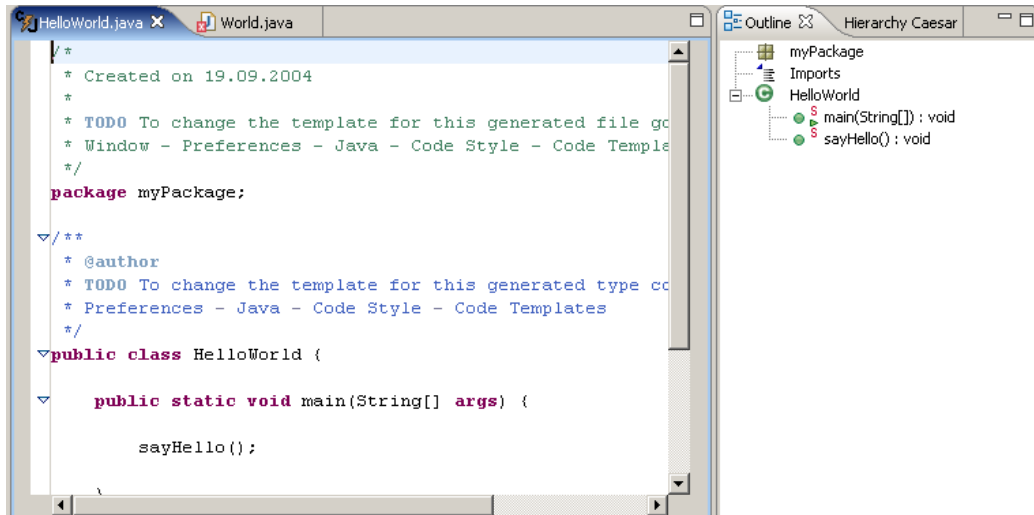 HelloWorld.java World.java
/*
* Created on 19.09.2004
*
* TODO To change the template for this generated file go
* Window - Preferences - Java - Code Style - Code Templa
*/
package myPackage;
/**
* @author
* TODO To change the template for this generated type co
* Preferences - Java - Code Style - Code Templates
*/
public class HelloWorld {
public static void main(String[] args) {
sayHello();
}
Outline Hierarchy Caesar
myPackage
Imports
HelloWorld
main(String[]) : void
sayHello() : void